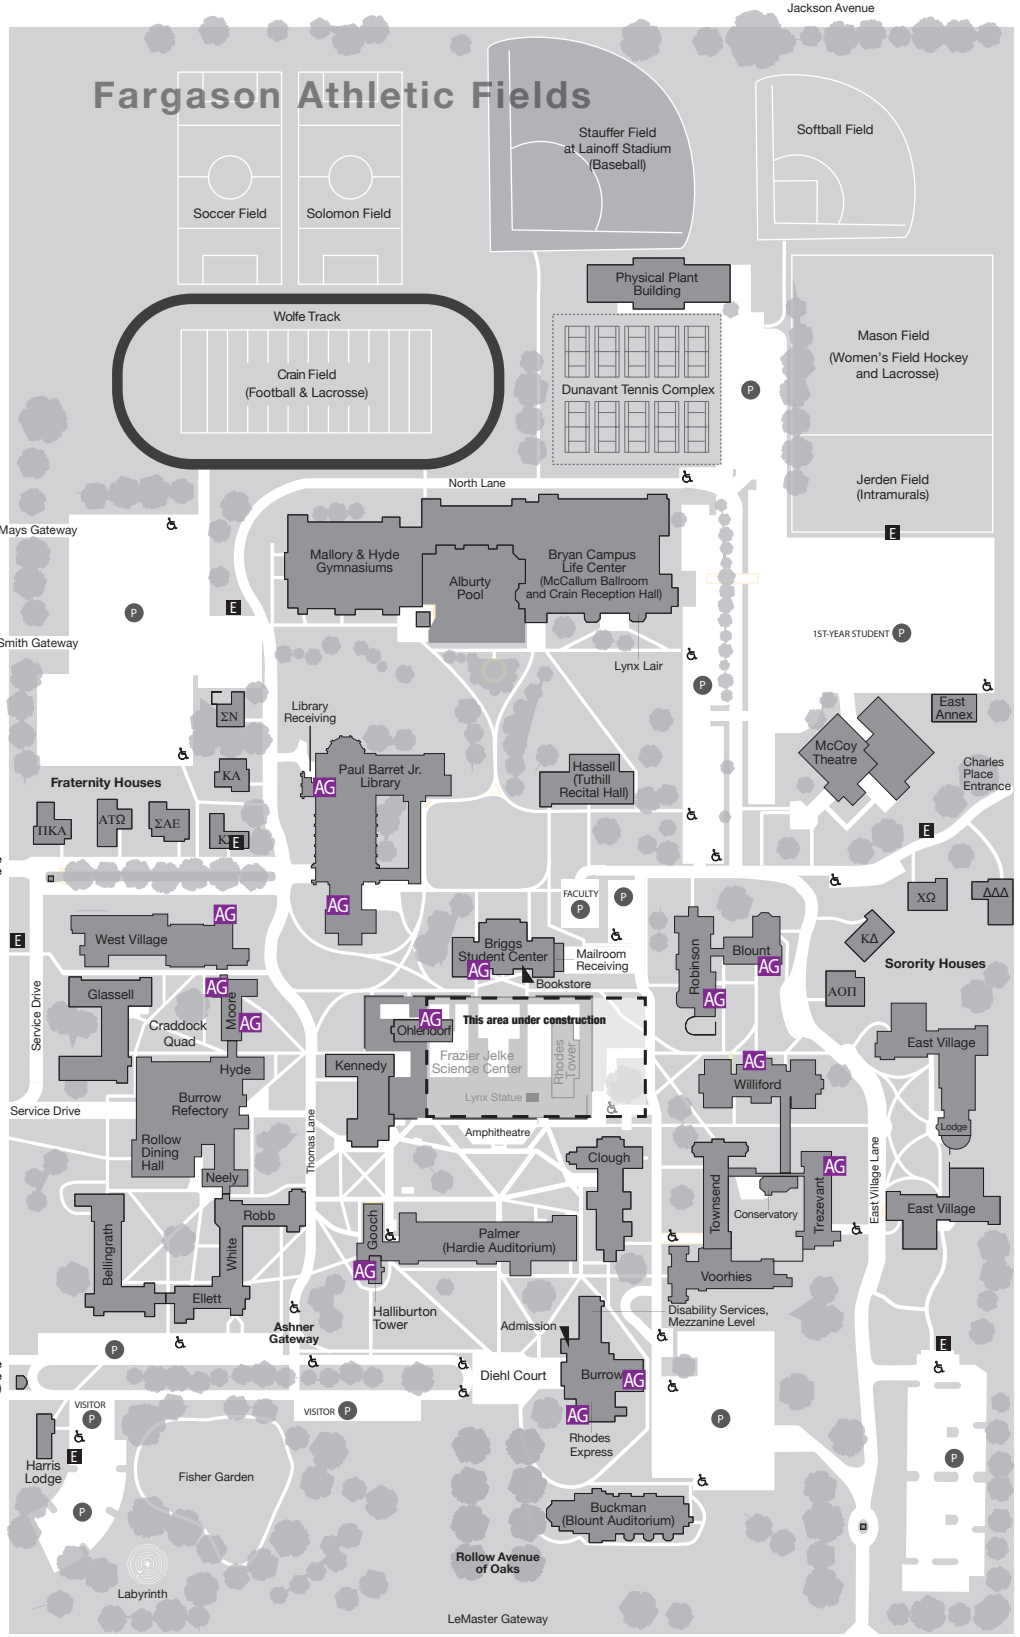 Jackson Avenue
Fargason Athletic Fields
Stauffer Field
at Lainoff Stadium
(Baseball)
Softball Field
Soccer Field
Solomon Field
Physical Plant
Building
Wolfe Track
Crain Field
(Football & Lacrosse)
Dunavant Tennis Complex
P
Mason Field
(Women's Field Hockey
and Lacrosse)
North Lane
Jerden Field
(Intramurals)
Mays Gateway
E
Mallory & Hyde
Gymnasiums
Alburty
Pool
Bryan Campus
Life Center
(McCallum Ballroom
and Crain Reception Hall)
E
P
1ST-YEAR STUDENT P
Smith Gateway
Lynx Lair
P
ΣΝ
Library
Receiving
East
Annex
McCoy
Theatre
Charles
Place
Entrance
Fraternity Houses
ΚΑ
Paul Barret Jr.
Library
AG
Hassell
(Tuthill
Recital Hall)
ΠΚΑ
ΑΤΩ
ΣΑΕ
E
E
FACULTY
P
P
ΧΩ
ΔΔΔ
AG
AG
E
West Village
Briggs
Student Center
AG
Mailroom
Receiving
Bookstore
Robinson
Blount
AG
AG
ΚΔ
Sorority Houses
ΑΟΠ
Service Drive
Glassell
AG
Moore
AG
Craddock
Quad
AG
Ohlendorf
This area under construction
Frazier Jelke
Science Center
Rhodes
Tower
Lynx Statue
East Village
Hyde
Kennedy
AG
Williford
Burrow
Refectory
Service Drive
Rollow
Dining
Hall
Neely
Thomas Lane
Amphitheatre
Clough
Lodge
AG
Townsend
Conservatory
Trezevant
East Village Lane
East Village
Bellingrath
Robb
White
Ellett
Gooch
Palmer
(Hardie Auditorium)
AG
Voorhies
Halliburton
Tower
Ashner
Gateway
Admission
Disability Services,
Mezzanine Level
E
P
Diehl Court
Burrow
AG
AG
VISITOR
P
VISITOR P
P
Rhodes
Express
E
Harris
Lodge
Fisher Garden
P
P
Buckman
(Blount Auditorium)
Rollow Avenue
of Oaks
Labyrinth
LeMaster Gateway